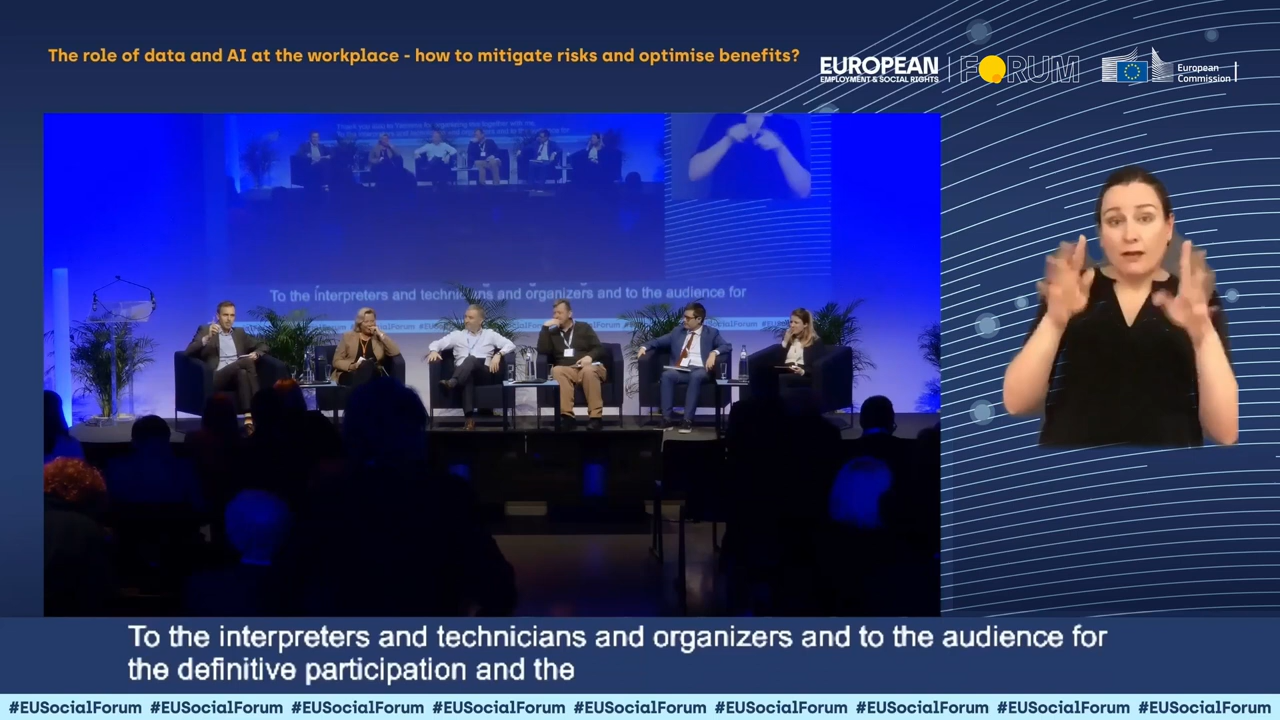 The role of data and AI at the workplace - how to mitigate risks and optimise benefits?
EUROPEAN
EMPLOYMENT & SOCIAL RIGHTS
FORUM
European
Commission
To the interpreters and technicians and organizers and to the audience for
To the interpreters and technicians and organizers and to the audience for
the definitive participation and the
#EUSocialForum #EUSocialForum #EUSocialForum #EUSocialForum #EUSocialForum #EUSocialForum #EUSocialForum #EUSocialForum #EUSocialForum